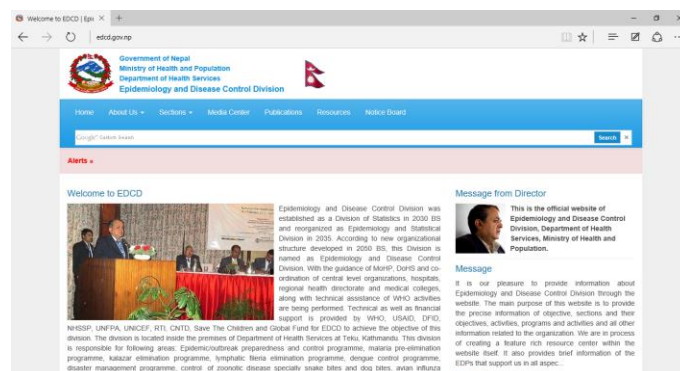 Welcome to EDCD | Epi
edcd.gov.np
Government of Nepal
Ministry of Health and Population
Department of Health Services
Epidemiology and Disease Control Division
Home About Us Sections Media Center Publications Resources Notice Board
Google Custom Search Search
Alerts »
Welcome to EDCD
Epidemiology and Disease Control Division was
established as a Division of Statistics in 2030 BS
and reorganized as Epidemiology and Statistical
Division in 2035. According to new organizational
structure developed in 2050 BS, this Division is
named as Epidemiology and Disease Control
Division. With the guidance of MoHP, DoHS and co-
ordination of central level organizations, hospitals,
regional health directorate and medical colleges,
along with technical assistance of WHO activities
are being performed. Technical as well as financial
support is provided by WHO, USAID, DFID,
NHSSP, UNFPA, UNICEF, RTI, CNTD, Save The Children and Global Fund for EDCD to achieve the objective of this
division. The division is located inside the premises of Department of Health Services at Teku, Kathmandu. This division
is responsible for following areas: Epidemic/outbreak preparedness and control programme, malaria pre-elimination
programme, kalazar elimination programme, lymphatic fileria elimination programme, dengue control programme,
disaster management programme, control of zoonotic disease specially snake bites and dog bites, avian influnza
Message from Director
This is the official website of
Epidemiology and Disease Control
Division, Department of Health
Services, Ministry of Health and
Population.
Message
It is our pleasure to provide information about
Epidemiology and Disease Control Division through the
website. The main purpose of this website is to provide
the precise information of objective, sections and their
objectives, activities, programs and activities and all other
information related to the organization. We are in process
of creating a feature rich resource center within the
website itself. It also provides brief information of the
EDPs that support us in all aspec...